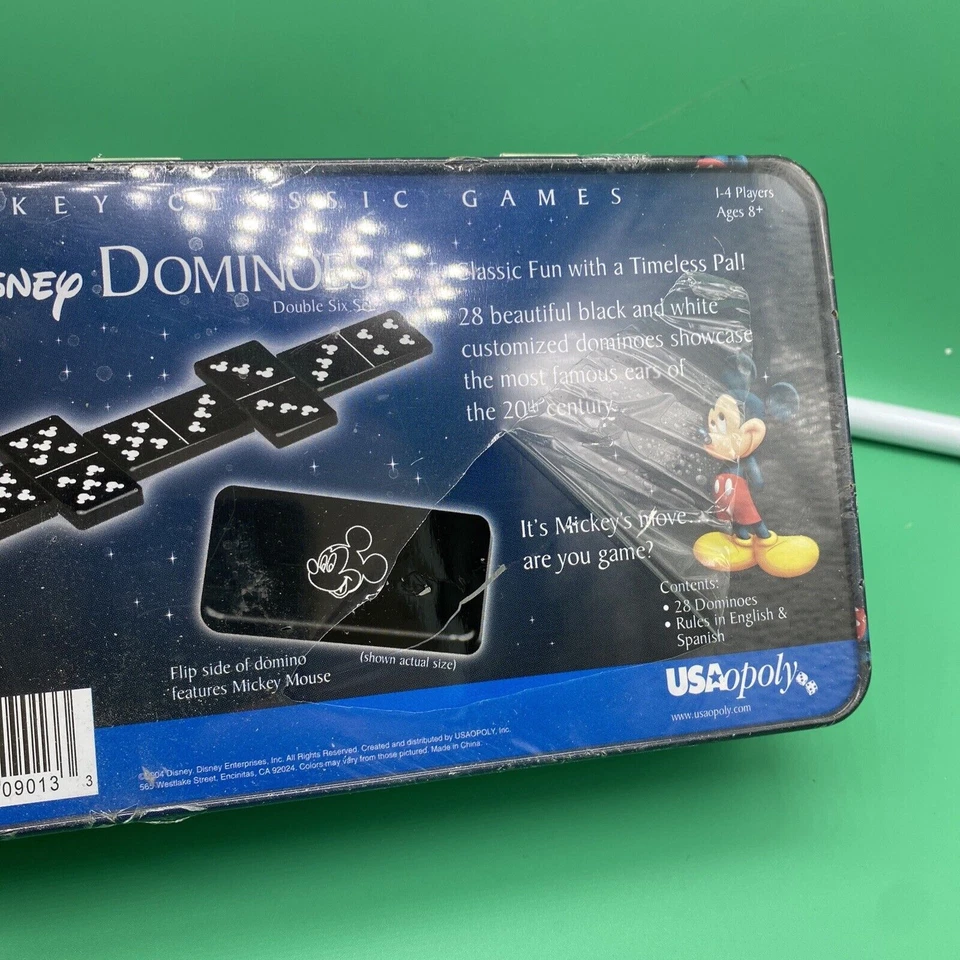 KEY CLASSIC GAMES
1-4 Players
Ages 8+
SNEY DOMINOES
Double Six Set
Classic Fun with a Timeless Pal!
28 beautiful black and white
customized dominoes showcase
the most famous ears of
the 20th century.
It's Mickey's move...
are you game?
Contents:
• 28 Dominoes
• Rules in English &
Spanish
Flip side of domino
features Mickey Mouse
(shown actual size)
USAopoly
www.usaopoly.com
© 2004 Disney. Disney Enterprises, Inc. All Rights Reserved. Created and distributed by USAOPOLY, Inc.
565 Westlake Street, Encinitas, CA 92024. Colors may vary from those pictured. Made in China.
09013 3